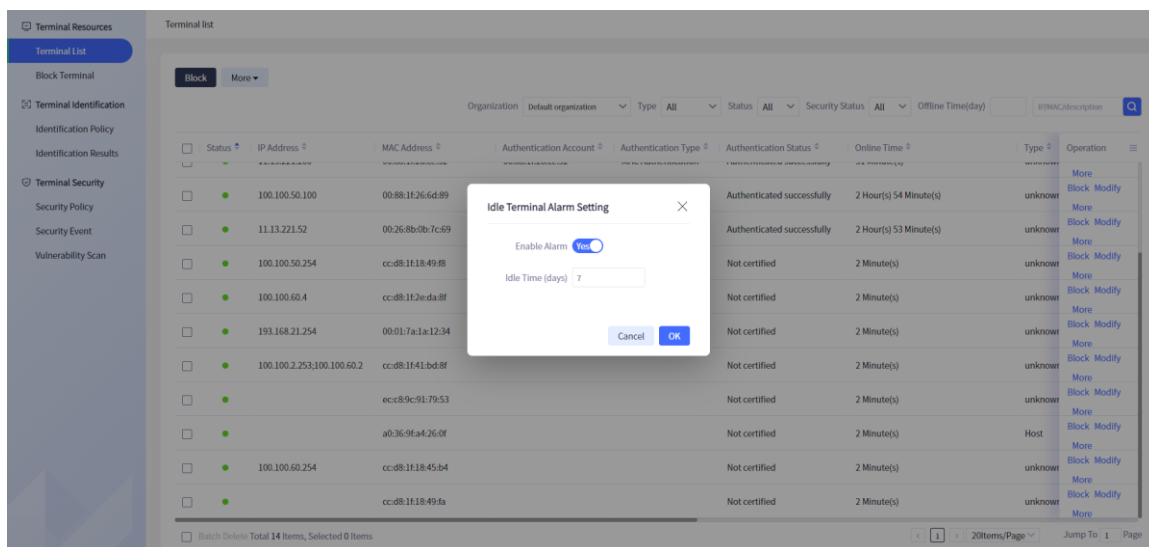 Terminal Resources
Terminal List
Block Terminal
Terminal Identification
Identification Policy
Identification Results
Terminal Security
Security Policy
Security Event
Vulnerability Scan
Terminal list
Block More
Organization Default organization Type All Status All Security Status All Offline Time(day) IP/MAC/description
Status IP Address MAC Address Authentication Account Authentication Type Authentication Status Online Time Type Operation
More
100.100.50.100 00:88:1f:26:6d:89 Authenticated successfully 2 Hour(s) 54 Minute(s) unknown Block Modify
More
11.13.221.52 00:26:8b:0b:7c:69 Authenticated successfully 2 Hour(s) 53 Minute(s) unknown Block Modify
More
100.100.50.254 cc:d8:1f:18:49:f8 Not certified 2 Minute(s) unknown Block Modify
More
100.100.60.4 cc:d8:1f:2e:da:8f Not certified 2 Minute(s) unknown Block Modify
More
193.168.21.254 00:01:7a:1a:12:34 Not certified 2 Minute(s) unknown Block Modify
More
100.100.2.253;100.100.60.2 cc:d8:1f:41:bd:8f Not certified 2 Minute(s) unknown Block Modify
More
ec:c8:9c:91:79:53 Not certified 2 Minute(s) unknown Block Modify
More
a0:36:9f:a4:26:0f Not certified 2 Minute(s) Host Block Modify
More
100.100.60.254 cc:d8:1f:18:45:b4 Not certified 2 Minute(s) unknown Block Modify
More
cc:d8:1f:18:49:fa Not certified 2 Minute(s) unknown Block Modify
More
Batch Delete Total 14 Items, Selected 0 Items 1 20Items/Page Jump To 1 Page
Idle Terminal Alarm Setting
Enable Alarm Yes
Idle Time (days) 7
Cancel OK